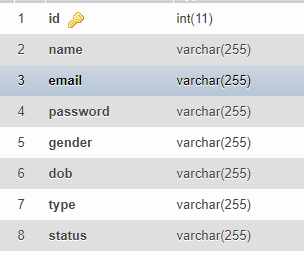 1 id int(11)
2 name varchar(255)
3 email varchar(255)
4 password varchar(255)
5 gender varchar(255)
6 dob varchar(255)
7 type varchar(255)
8 status varchar(255)